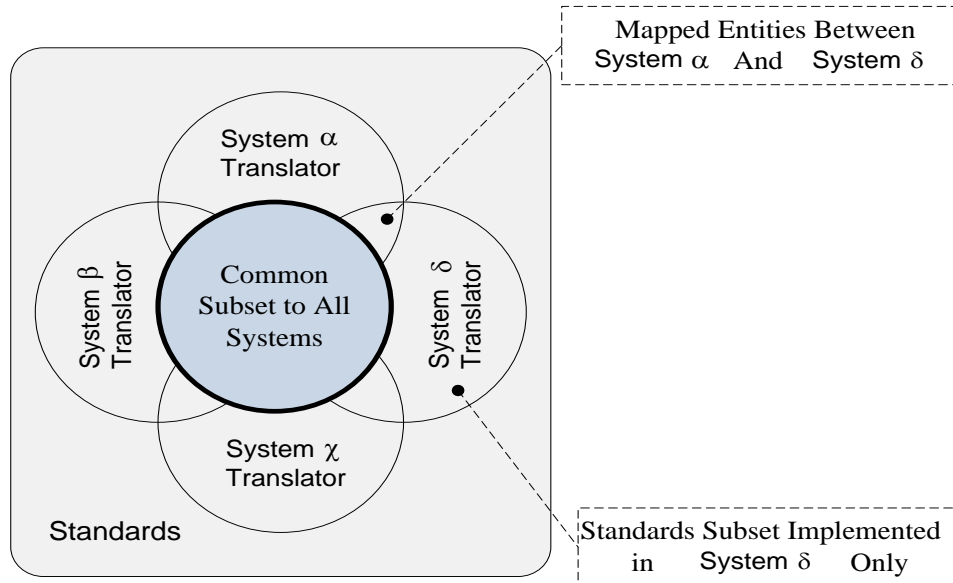 Mapped Entities Between
System α And System δ
System α
Translator
System β
Translator
Common
Subset to All
Systems
System δ
Translator
System χ
Translator
Standards
Standards Subset Implemented
in System δ Only